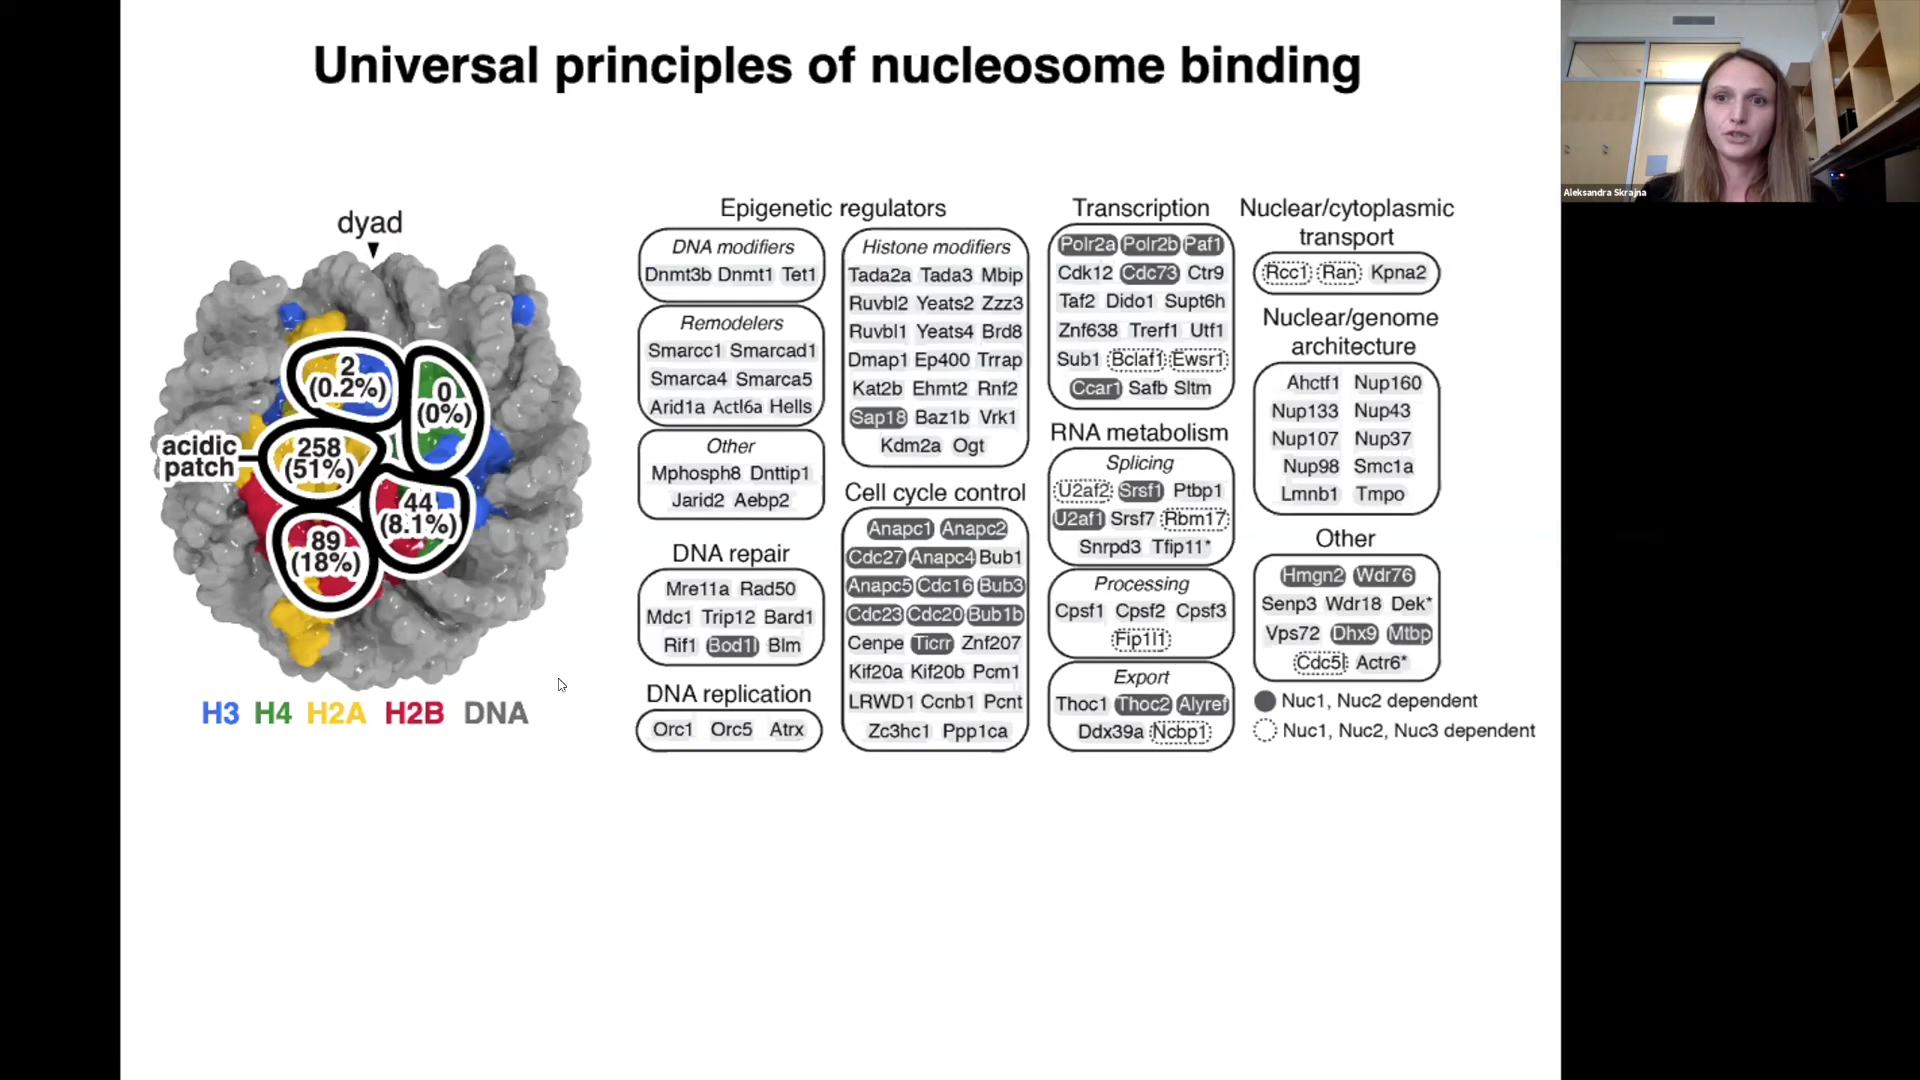 Universal principles of nucleosome binding
Aleksandra Skrajna
dyad
2
(0.2%)
0
(0%)
acidic
patch
258
(51%)
44
(8.1%)
89
(18%)
H3 H4 H2A H2B DNA
Epigenetic regulators
DNA modifiers
Dnmt3b Dnmt1 Tet1
Remodelers
Smarcc1 Smarcad1
Smarca4 Smarca5
Arid1a Actl6a Hells
Other
Mphosph8 Dnttip1
Jarid2 Aebp2
Histone modifiers
Tada2a Tada3 Mbip
Ruvbl2 Yeats2 Zzz3
Ruvbl1 Yeats4 Brd8
Dmap1 Ep400 Trrap
Kat2b Ehmt2 Rnf2
Sap18 Baz1b Vrk1
Kdm2a Ogt
DNA repair
Mre11a Rad50
Mdc1 Trip12 Bard1
Rif1 Bod1l Blm
DNA replication
Orc1 Orc5 Atrx
Cell cycle control
Anapc1 Anapc2
Cdc27 Anapc4 Bub1
Anapc5 Cdc16 Bub3
Cdc23 Cdc20 Bub1b
Cenpe Ticrr Znf207
Kif20a Kif20b Pcm1
LRWD1 Ccnb1 Pcnt
Zc3hc1 Ppp1ca
Transcription
Polr2a Polr2b Paf1
Cdk12 Cdc73 Ctr9
Taf2 Dido1 Supt6h
Znf638 Trerf1 Utf1
Sub1 Bclaf1 Ewsr1
Ccar1 Safb Sltm
RNA metabolism
Splicing
U2af2 Srsf1 Ptbp1
U2af1 Srsf7 Rbm17
Snrpd3 Tfip11*
Processing
Cpsf1 Cpsf2 Cpsf3
Fip1l1
Export
Thoc1 Thoc2 Alyref
Ddx39a Ncbp1
Nuclear/cytoplasmic
transport
Rcc1 Ran Kpna2
Nuclear/genome
architecture
Ahctf1 Nup160
Nup133 Nup43
Nup107 Nup37
Nup98 Smc1a
Lmnb1 Tmpo
Other
Hmgn2 Wdr76
Senp3 Wdr18 Dek*
Vps72 Dhx9 Mtbp
Cdc5l Actr6*
Nuc1, Nuc2 dependent
Nuc1, Nuc2, Nuc3 dependent